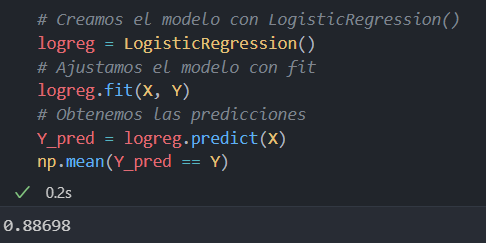 # Creamos el modelo con LogisticRegression()
logreg = LogisticRegression()
# Ajustamos el modelo con fit
logreg.fit(X, Y)
# Obtenemos las predicciones
Y_pred = logreg.predict(X)
np.mean(Y_pred == Y)
✓ 0.2s
0.88698